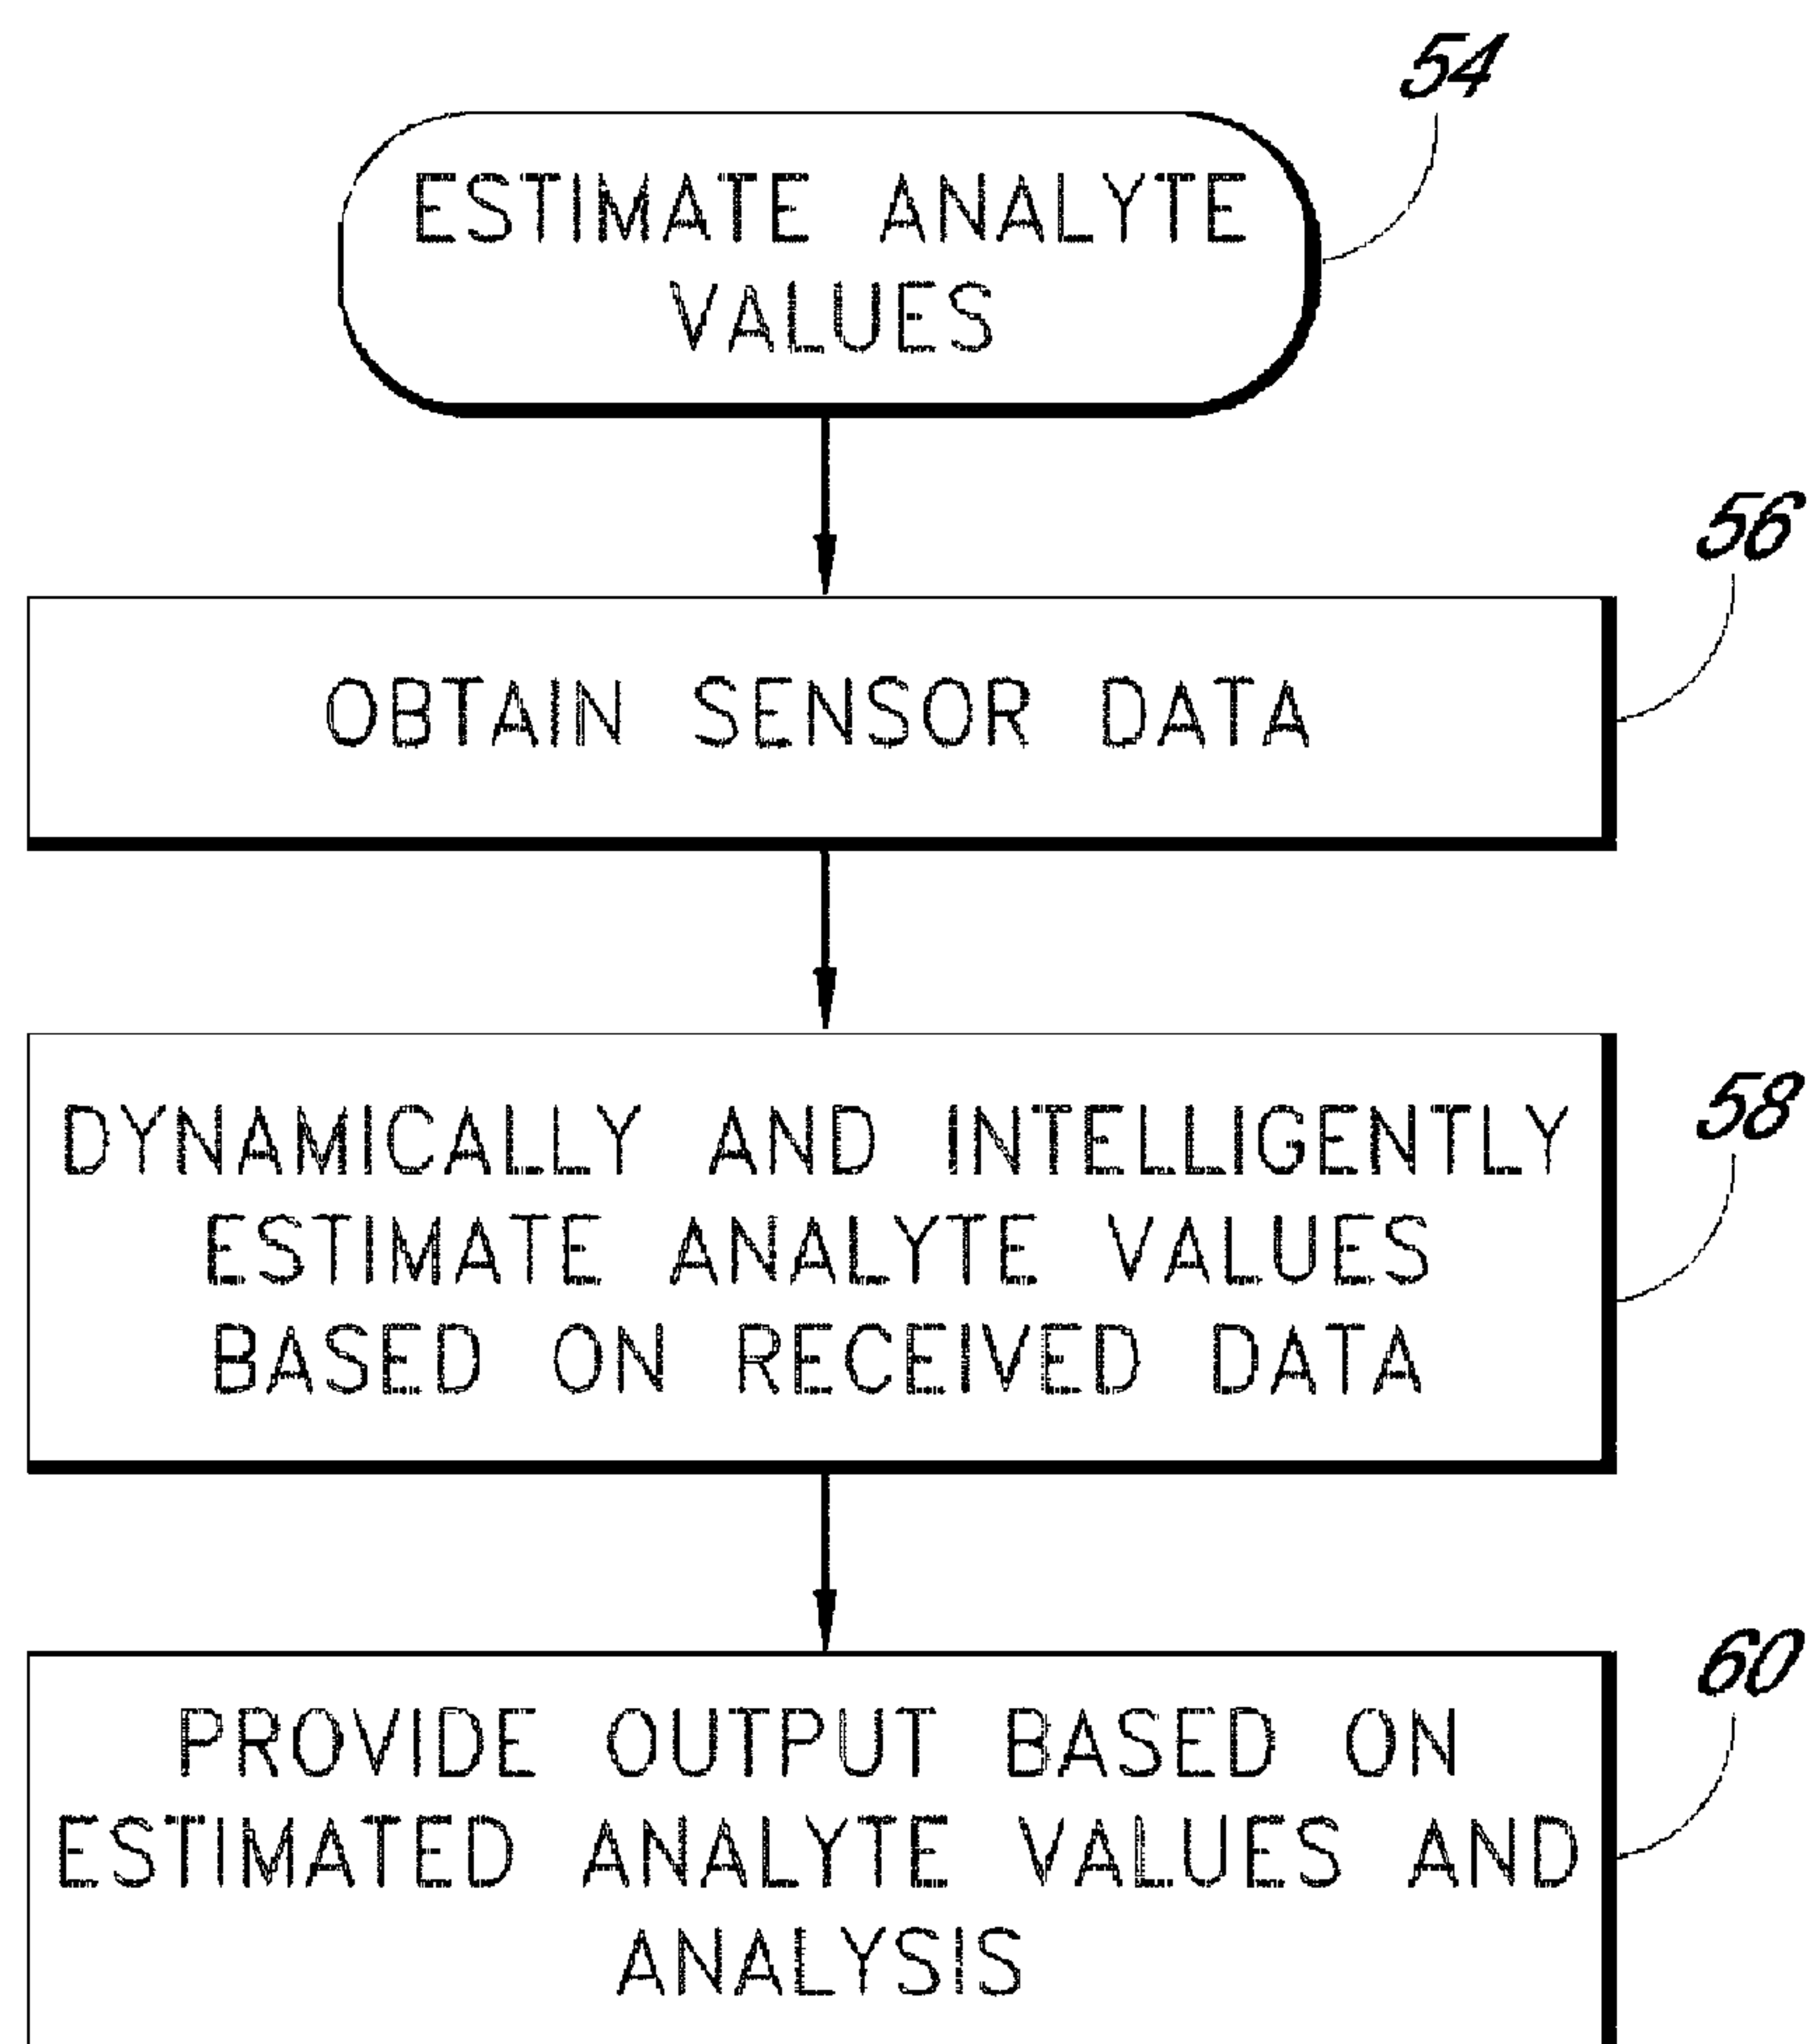 54
ESTIMATE ANALYTE
VALUES
56
OBTAIN SENSOR DATA
58
DYNAMICALLY AND INTELLIGENTLY
ESTIMATE ANALYTE VALUES
BASED ON RECEIVED DATA
60
PROVIDE OUTPUT BASED ON
ESTIMATED ANALYTE VALUES AND
ANALYSIS